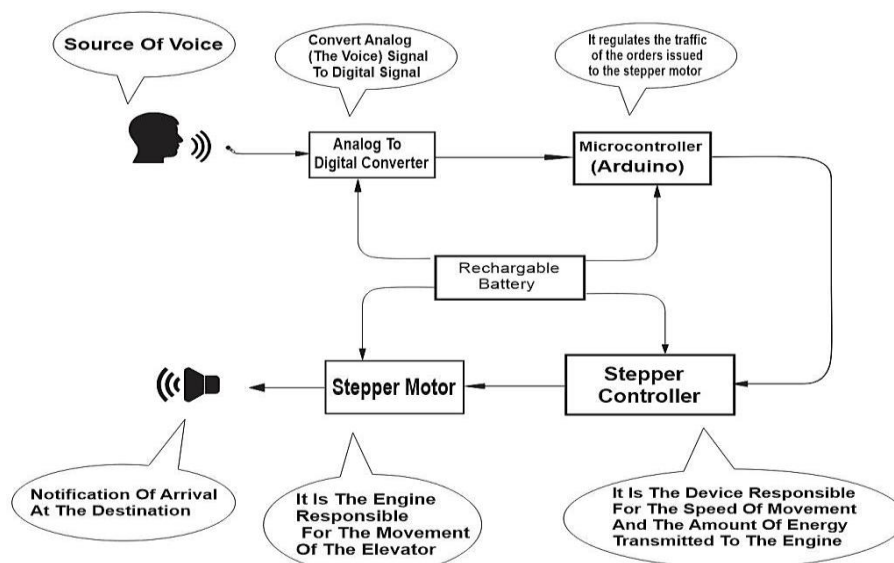 Source Of Voice
Convert Analog
(The Voice) Signal
To Digital Signal
It regulates the traffic
of the orders issued
to the stepper motor
Analog To
Digital Converter
Microcontroller
(Arduino)
Rechargable
Battery
Stepper Motor
Stepper
Controller
Notification Of Arrival
At The Destination
It Is The Engine
Responsible
For The Movement
Of The Elevator
It Is The Device Responsible
For The Speed Of Movement
And The Amount Of Energy
Transmitted To The Engine